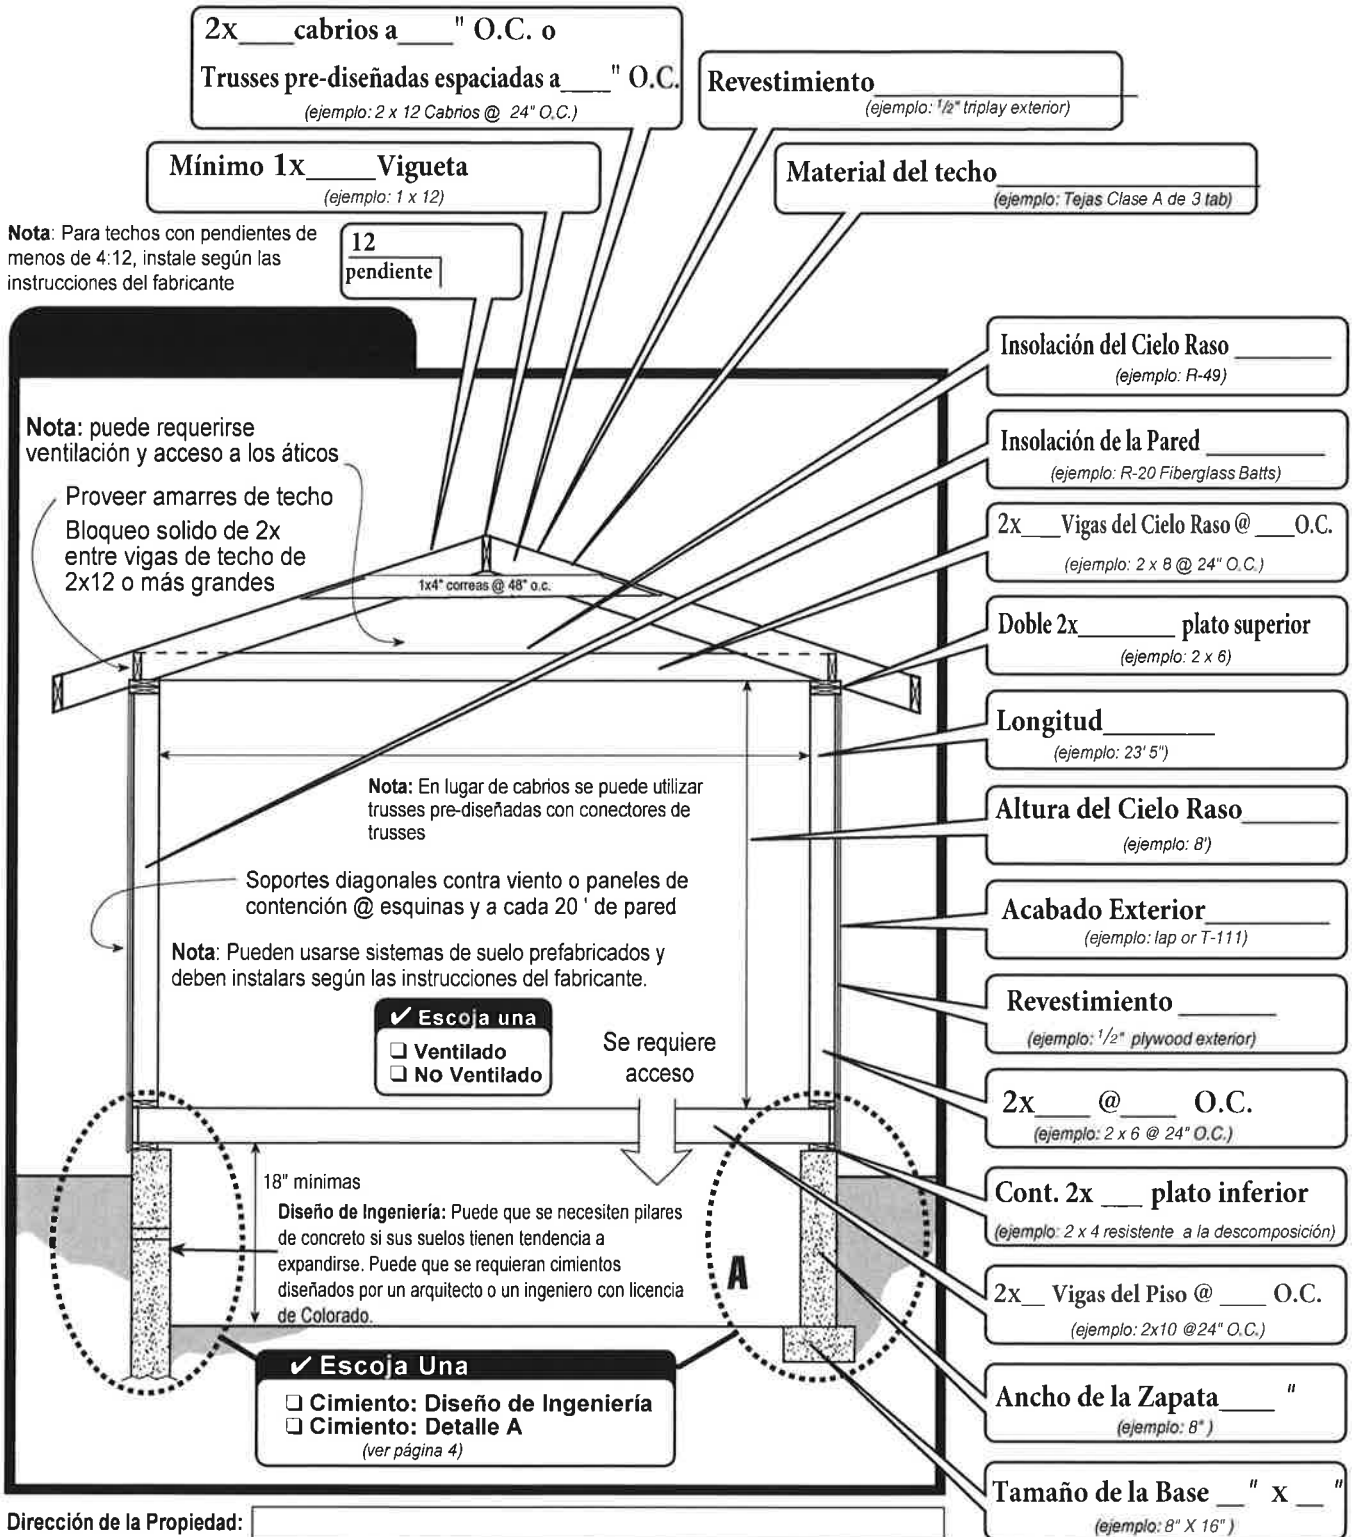 2x____cabrios a____" O.C. o
Trusses pre-diseñadas espaciadas a____" O.C.
(ejemplo: 2 x 12 Cabrios @ 24" O.C.)
Revestimiento____________________
(ejemplo: 1/2" triplay exterior)
Mínimo 1x_____Vigueta
(ejemplo: 1 x 12)
Material del techo____________________
(ejemplo: Tejas Clase A de 3 tab)
Nota: Para techos con pendientes de
menos de 4:12, instale según las
instrucciones del fabricante
12
pendiente
Insolación del Cielo Raso ________
(ejemplo: R-49)
Nota: puede requerirse
ventilación y acceso a los áticos
Insolación de la Pared __________
(ejemplo: R-20 Fiberglass Batts)
Proveer amarres de techo
Bloqueo solido de 2x
entre vigas de techo de
2x12 o más grandes
2x___Vigas del Cielo Raso @ ___O.C.
(ejemplo: 2 x 8 @ 24" O.C.)
1x4" correas @ 48" o.c.
Doble 2x________ plato superior
(ejemplo: 2 x 6)
Longitud_________
(ejemplo: 23' 5")
Nota: En lugar de cabrios se puede utilizar
trusses pre-diseñadas con conectores de
trusses
Altura del Cielo Raso________
(ejemplo: 8')
Soportes diagonales contra viento o paneles de
contención @ esquinas y a cada 20 ' de pared
Acabado Exterior__________
(ejemplo: lap or T-111)
Nota: Pueden usarse sistemas de suelo prefabricados y
deben instalars según las instrucciones del fabricante.
Revestimiento ________
(ejemplo: 1/2" plywood exterior)
✔ Escoja una
❑ Ventilado
❑ No Ventilado
Se requiere
acceso
2x____ @____ O.C.
(ejemplo: 2 x 6 @ 24" O.C.)
18" mínimas
Diseño de Ingeniería: Puede que se necesiten pilares
de concreto si sus suelos tienen tendencia a
expandirse. Puede que se requieran cimientos
diseñados por un arquitecto o un ingeniero con licencia
de Colorado.
A
Cont. 2x ___ plato inferior
(ejemplo: 2 x 4 resistente a la descomposición)
2x__ Vigas del Piso @ ____ O.C.
(ejemplo: 2x10 @24" O.C.)
✔ Escoja Una
❑ Cimiento: Diseño de Ingeniería
❑ Cimiento: Detalle A
(ver página 4)
Ancho de la Zapata____ "
(ejemplo: 8")
Tamaño de la Base __" x __"
(ejemplo: 8" X 16")
Dirección de la Propiedad: